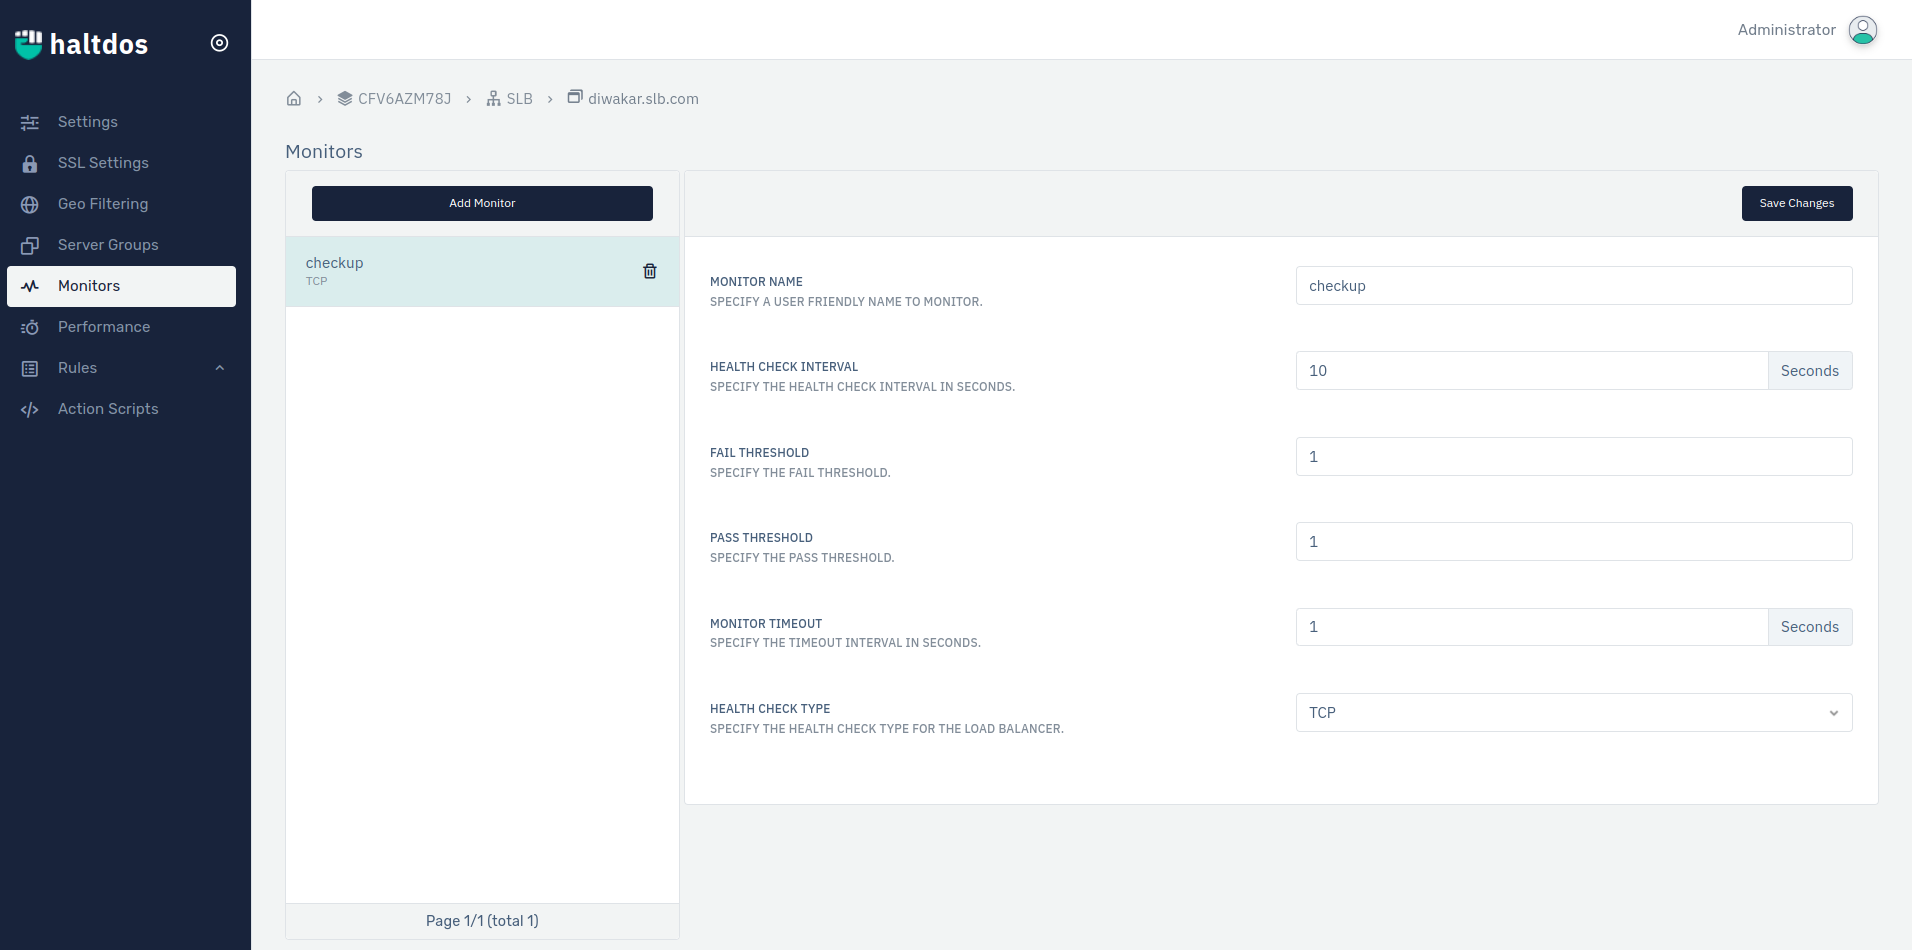 haltdos
Administrator
CFV6AZM78J
SLB
diwakar.slb.com
Settings
SSL Settings
Geo Filtering
Server Groups
Monitors
Performance
Rules
Action Scripts
Monitors
Add Monitor
checkup
TCP
Page 1/1 (total 1)
Save Changes
MONITOR NAME
SPECIFY A USER FRIENDLY NAME TO MONITOR.
checkup
HEALTH CHECK INTERVAL
SPECIFY THE HEALTH CHECK INTERVAL IN SECONDS.
10 Seconds
FAIL THRESHOLD
SPECIFY THE FAIL THRESHOLD.
1
PASS THRESHOLD
SPECIFY THE PASS THRESHOLD.
1
MONITOR TIMEOUT
SPECIFY THE TIMEOUT INTERVAL IN SECONDS.
1 Seconds
HEALTH CHECK TYPE
SPECIFY THE HEALTH CHECK TYPE FOR THE LOAD BALANCER.
TCP